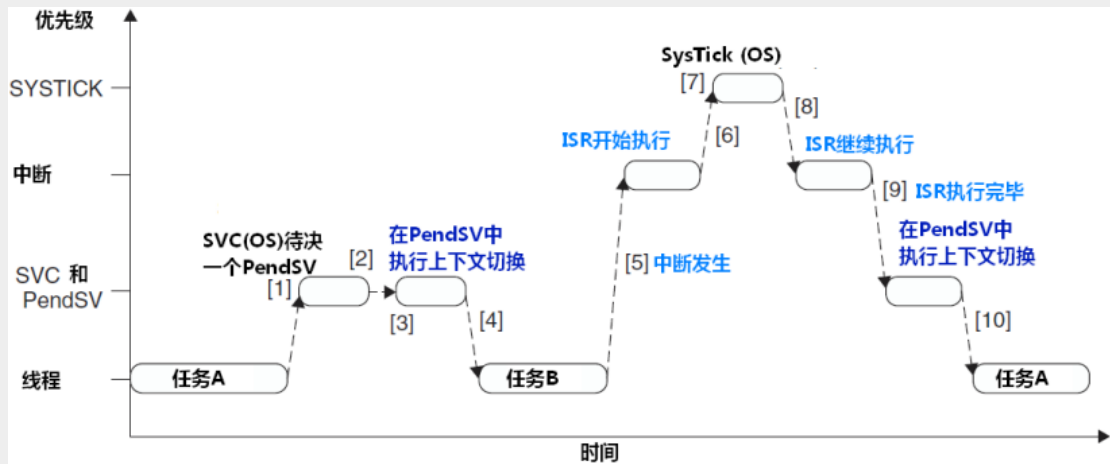 优先级
SysTick (OS)
SYSTICK
[7]
[8]
[6]
ISR开始执行
ISR继续执行
中断
[9] ISR执行完毕
SVC(OS)待决
一个PendSV
[2]
在PendSV中
执行上下文切换
[5] 中断发生
在PendSV中
执行上下文切换
SVC 和
PendSV
[1]
[3]
[4]
[10]
线程
任务A
任务B
任务A
时间